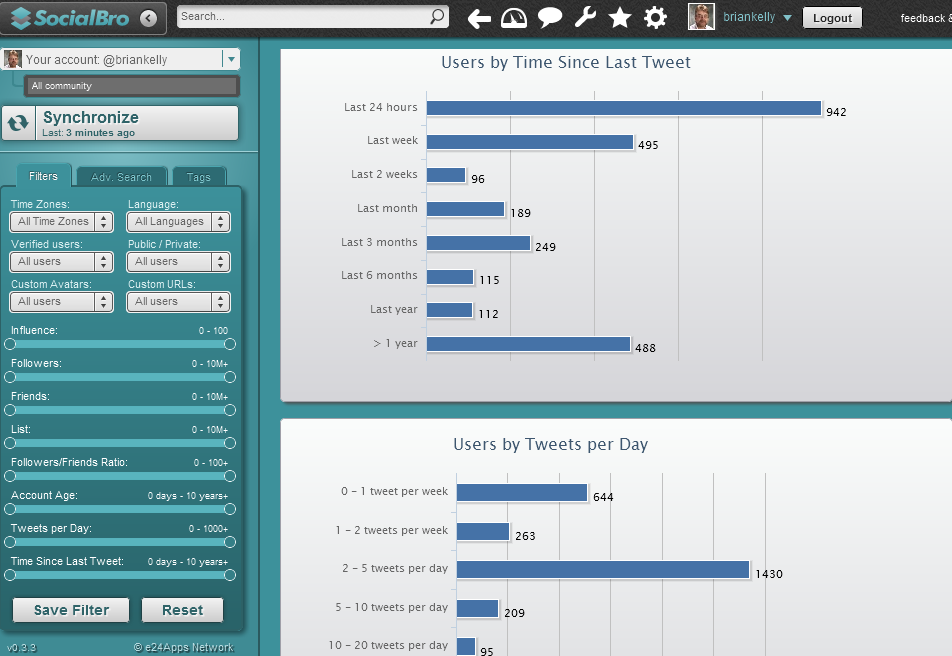 SocialBro
Search...
briankelly
Logout
feedback &
Your account: @briankelly
All community
Synchronize
Last: 3 minutes ago
Filters
Adv. Search
Tags
Time Zones:
Language:
All Time Zones
All Languages
Verified users:
Public / Private:
All users
All users
Custom Avatars:
Custom URLs:
All users
All users
Influence:
0 - 100
Followers:
0 - 10M+
Friends:
0 - 10M+
List:
0 - 10M+
Followers/Friends Ratio:
0 - 100+
Account Age:
0 days - 10 years+
Tweets per Day:
0 - 1000+
Time Since Last Tweet:
0 days - 10 years+
Save Filter
Reset
v0.3.3
© e24Apps Network
Users by Time Since Last Tweet
Last 24 hours
942
Last week
495
Last 2 weeks
96
Last month
189
Last 3 months
249
Last 6 months
115
Last year
112
> 1 year
488
Users by Tweets per Day
0 – 1 tweet per week
644
1 – 2 tweets per week
263
2 – 5 tweets per day
1430
5 – 10 tweets per day
209
10 – 20 tweets per day
95